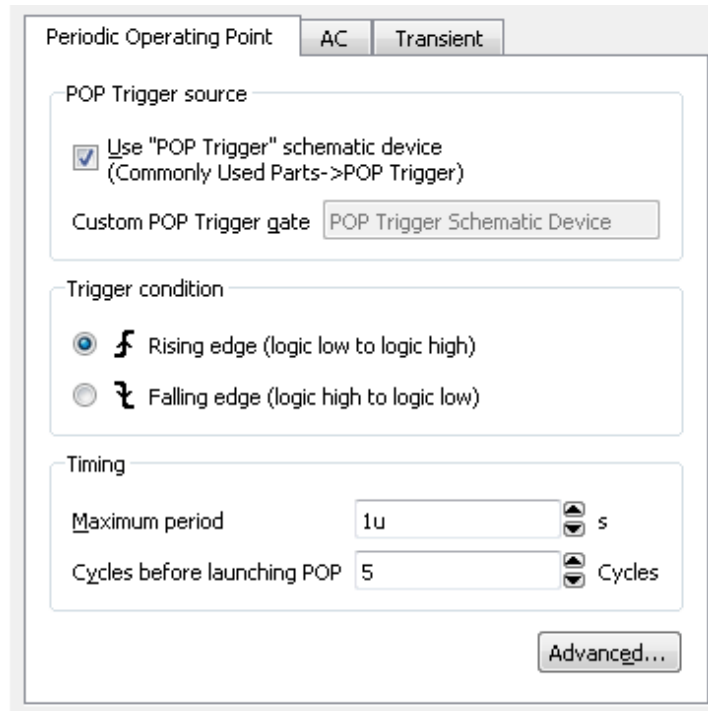 Periodic Operating Point
AC
Transient
POP Trigger source
Use "POP Trigger" schematic device
(Commonly Used Parts->POP Trigger)
Custom POP Trigger gate
POP Trigger Schematic Device
Trigger condition
Rising edge (logic low to logic high)
Falling edge (logic high to logic low)
Timing
Maximum period 1u s
Cycles before launching POP 5 Cycles
Advanced...